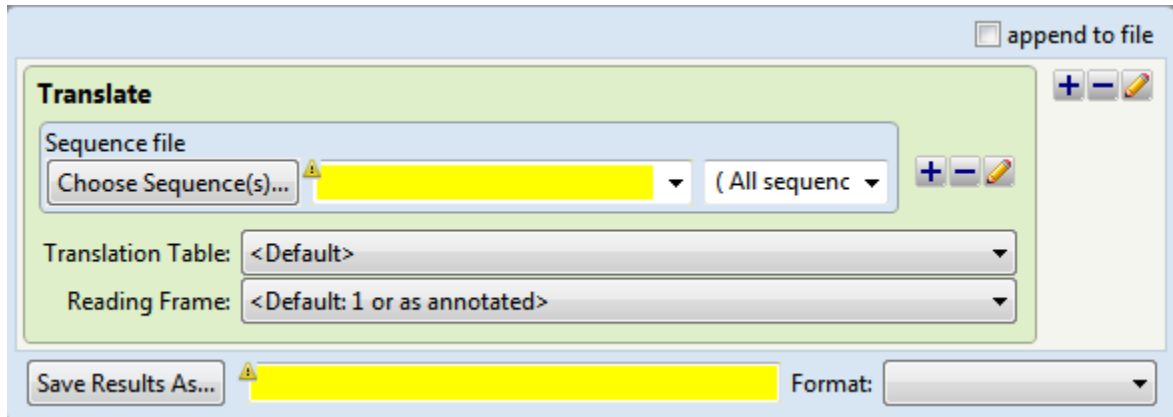 append to file
Translate
Sequence file
Choose Sequence(s)... ( All sequenc
Translation Table: <Default>
Reading Frame: <Default: 1 or as annotated>
Save Results As... Format: